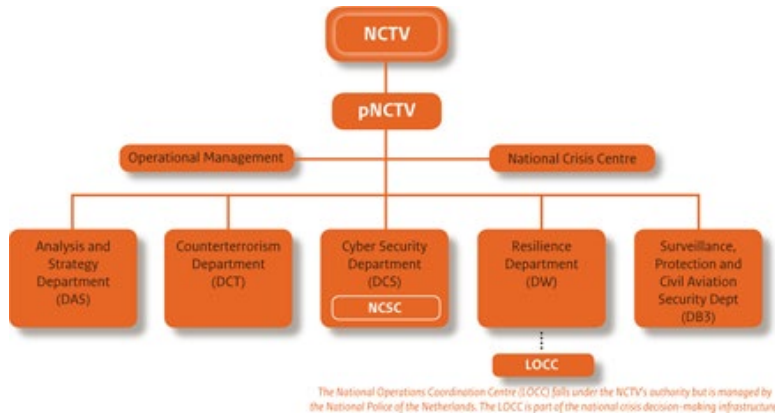 NCTV
pNCTV
Operational Management
National Crisis Centre
Analysis and
Strategy
Department
(DAS)
Counterterrorism
Department
(DCT)
Cyber Security
Department
(DCS)
NCSC
Resilience
Department
(DW)
Surveillance,
Protection and
Civil Aviation
Security Dept
(DB3)
LOCC
The National Operations Coordination Centre (LOCC) falls under the NCTV's authority but is managed by
the National Police of the Netherlands. The LOCC is part of the national crisis decision-making infrastructure